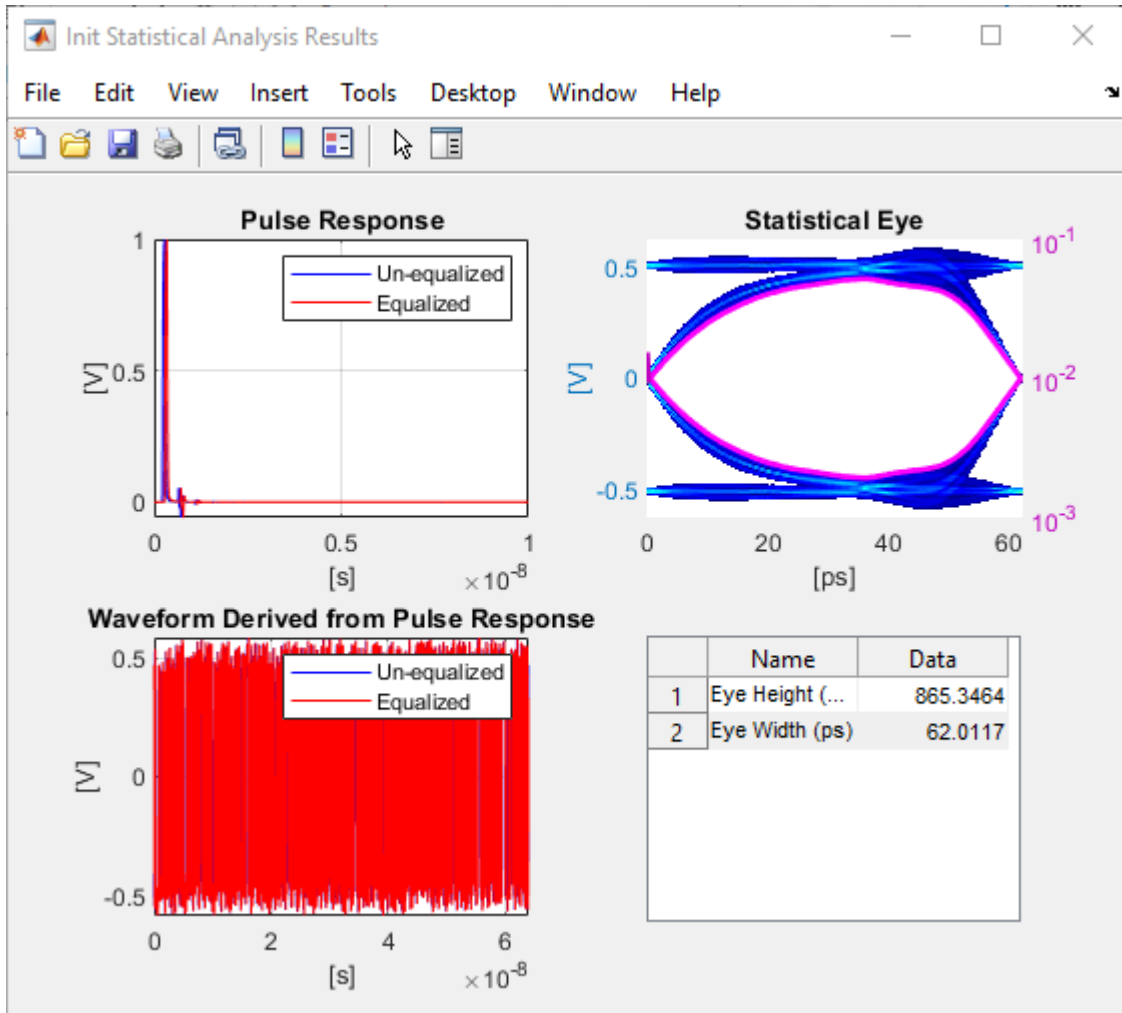 Init Statistical Analysis Results
File Edit View Insert Tools Desktop Window Help
Pulse Response
1
0.5
0
[V]
Un-equalized
Equalized
0 0.5 1
[s]
×10⁻⁸
Statistical Eye
0.5
0
-0.5
[V]
10⁻¹
10⁻²
10⁻³
0 20 40 60
[ps]
Waveform Derived from Pulse Response
0.5
0
-0.5
[V]
Un-equalized
Equalized
0 2 4 6
[s]
×10⁻⁸
Name Data
1 Eye Height (... 865.3464
2 Eye Width (ps) 62.0117